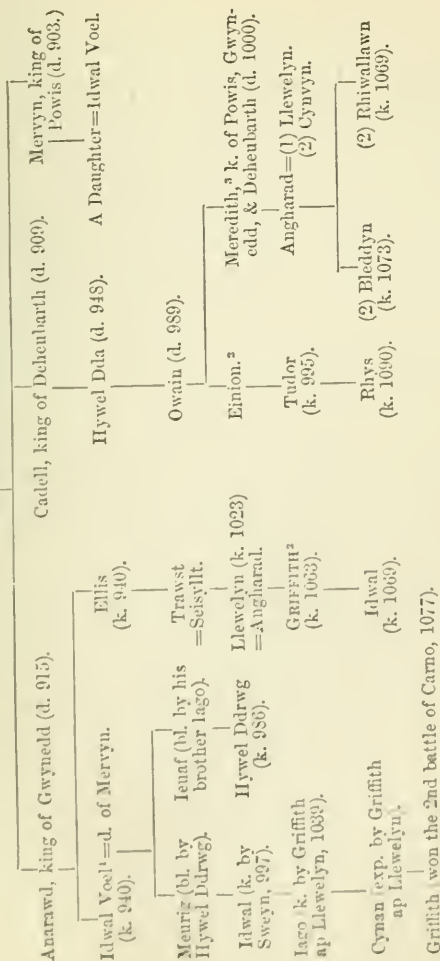 Anarawd, king of Gwynedd (d. 915).
Cadell, king of Deheubarth (d. 909).
Mervyn, king of
Powis (d. 903.)
Idwal Voel¹=d. of Mervyn.
(k. 940).
Ellis
(k. 940).
Hywel Dda (d. 948).
A Daughter=Idwal Voel.
Meurig (bl. by
Hywel Ddrwg).
Ieuaf (bl. by his
brother Iago).
Trawst
=Seisyllt.
Owain (d. 989).
Idwal (k. by
Sweyn, 997).
Hywel Ddrwg
(k. 986).
Llewelyn (k. 1023)
=Angharad.
Einion.²
Meredith,³ k. of Powis, Gwyn-
edd, & Deheubarth (d. 1000).
Iago (k. by Griffith
ap Llewelyn, 1039).
GRIFFITH²
(k. 1063).
Tudor
(k. 995).
Angharad=(1) Llewelyn.
(2) Cynvyn.
Cynan (exp. by Griffith
ap Llewelyn).
Idwal
(k. 1069).
Rhys
(k. 1090).
(2) Bleddyn
(k. 1073).
(2) Rhiwallawn
(k. 1069).
Griffith (won the 2nd battle of Carno, 1077).